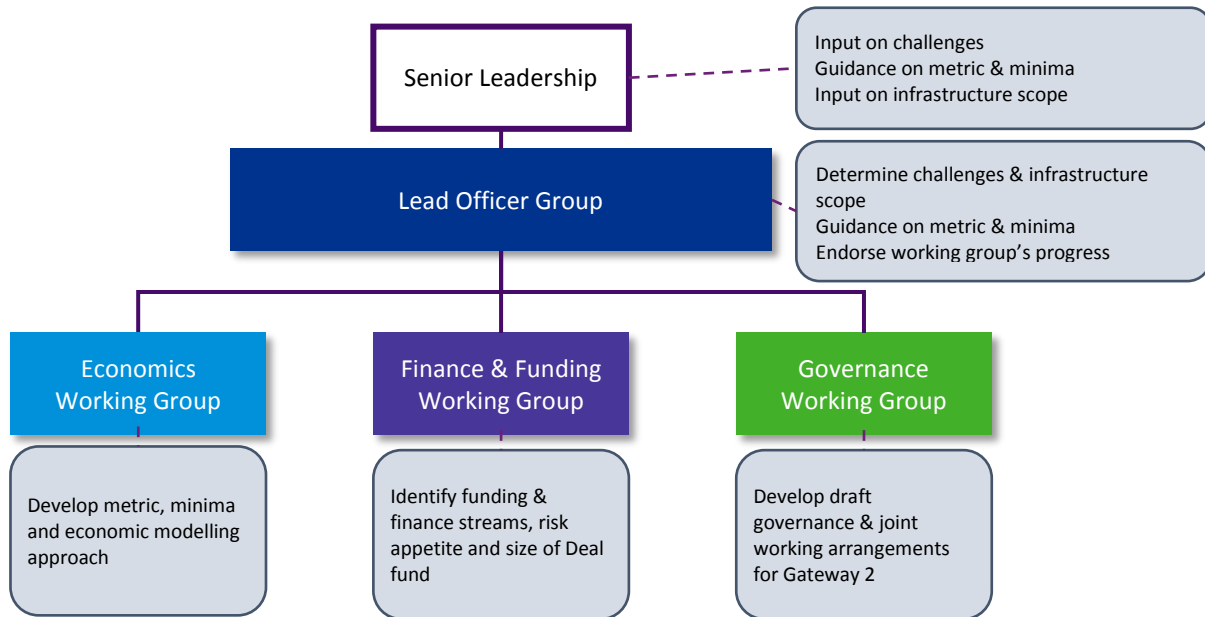 Senior Leadership
Input on challenges
Guidance on metric & minima
Input on infrastructure scope
Lead Officer Group
Determine challenges & infrastructure
scope
Guidance on metric & minima
Endorse working group's progress
Economics
Working Group
Finance & Funding
Working Group
Governance
Working Group
Develop metric, minima
and economic modelling
approach
Identify funding &
finance streams, risk
appetite and size of Deal
fund
Develop draft
governance & joint
working arrangements
for Gateway 2